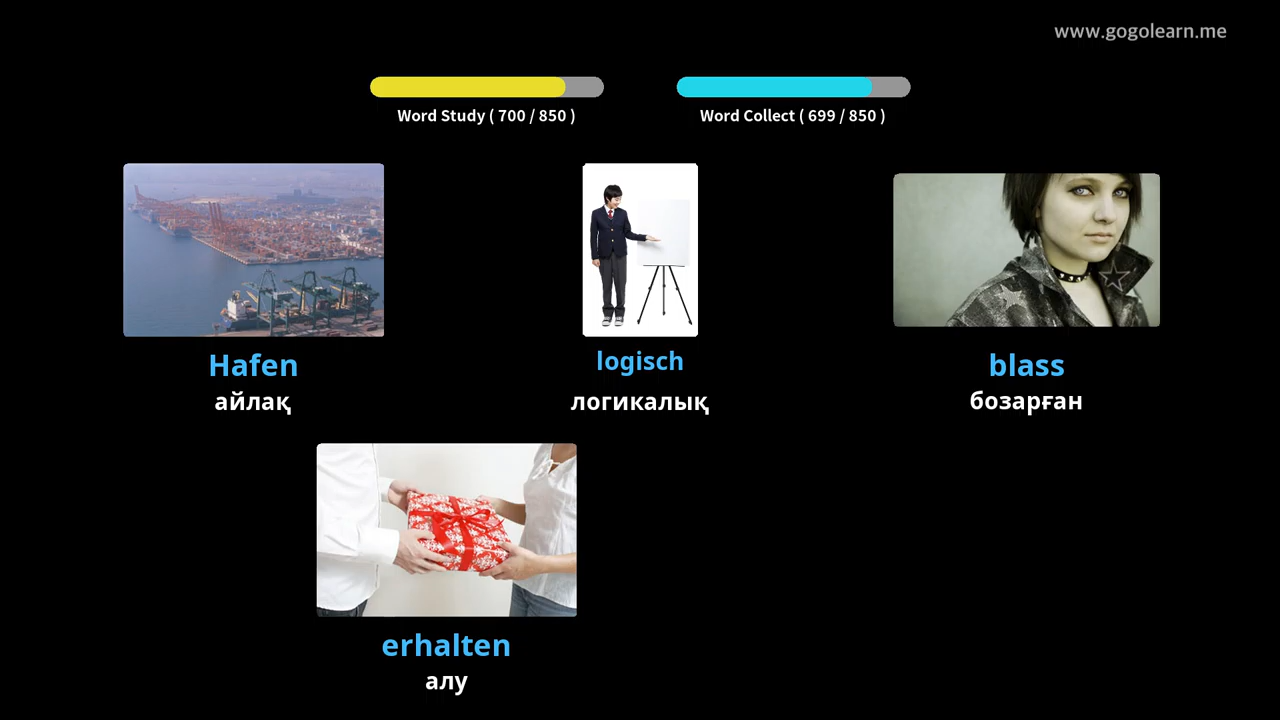 www.gogolearn.me
Word Study ( 700 / 850 )
Word Collect ( 699 / 850 )
Hafen
айлақ
logisch
логикалық
blass
бозарған
erhalten
алу